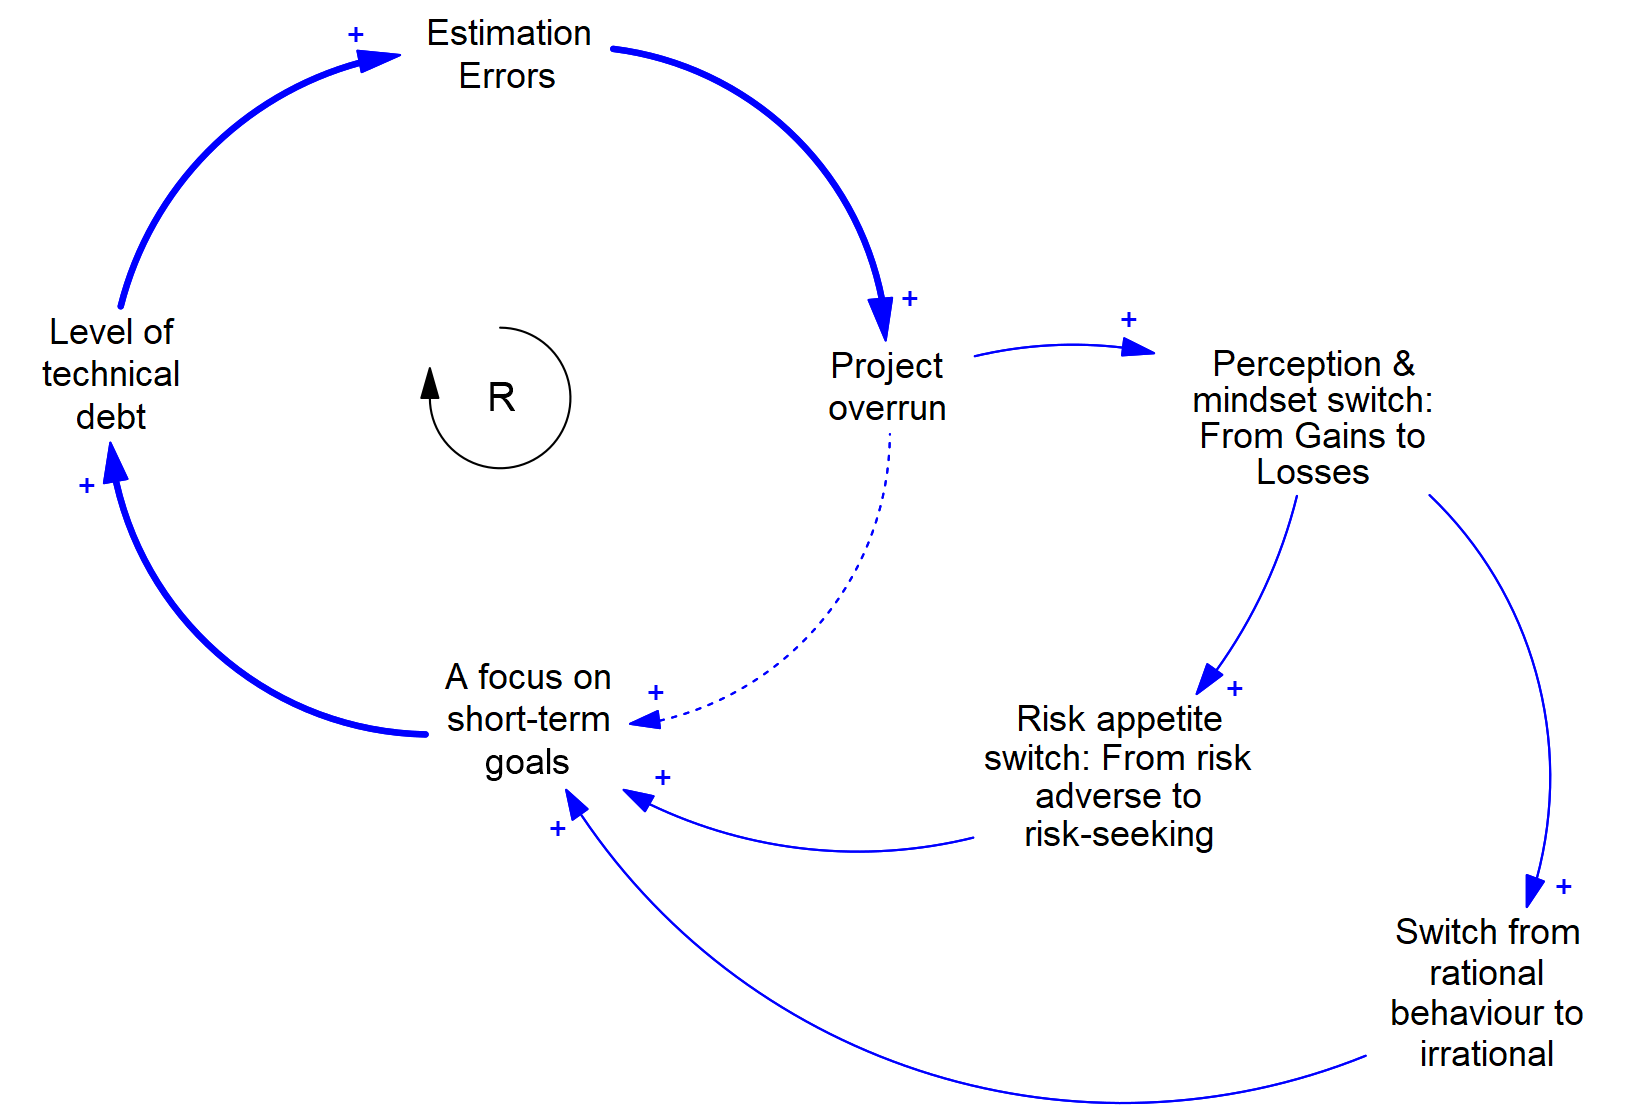 +
Estimation
Errors
+
Project
overrun
+
Perception &
mindset switch:
From Gains to
Losses
Level of
technical
debt
R
+
A focus on
short-term
goals
+
+
+
+
Risk appetite
switch: From risk
adverse to
risk-seeking
+
Switch from
rational
behaviour to
irrational